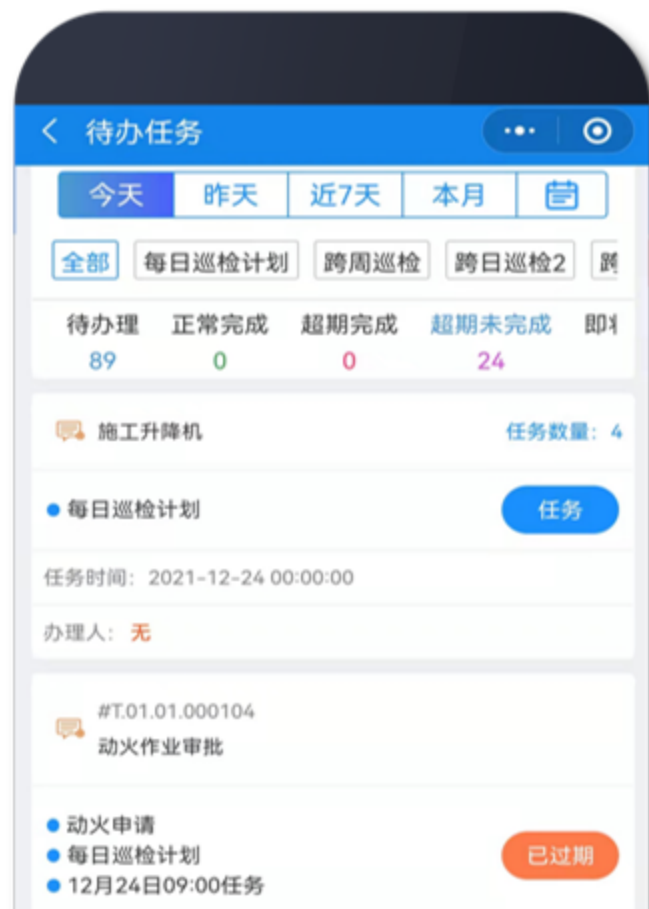 待办任务
今天 昨天 近7天 本月
全部 每日巡检计划 跨周巡检 跨日巡检2 跨
待办理 正常完成 超期完成 超期未完成 即
89 0 0 24
施工升降机 任务数量: 4
每日巡检计划 任务
任务时间: 2021-12-24 00:00:00
办理人: 无
#T.01.01.000104
动火作业审批
动火申请
每日巡检计划 已过期
12月24日09:00任务